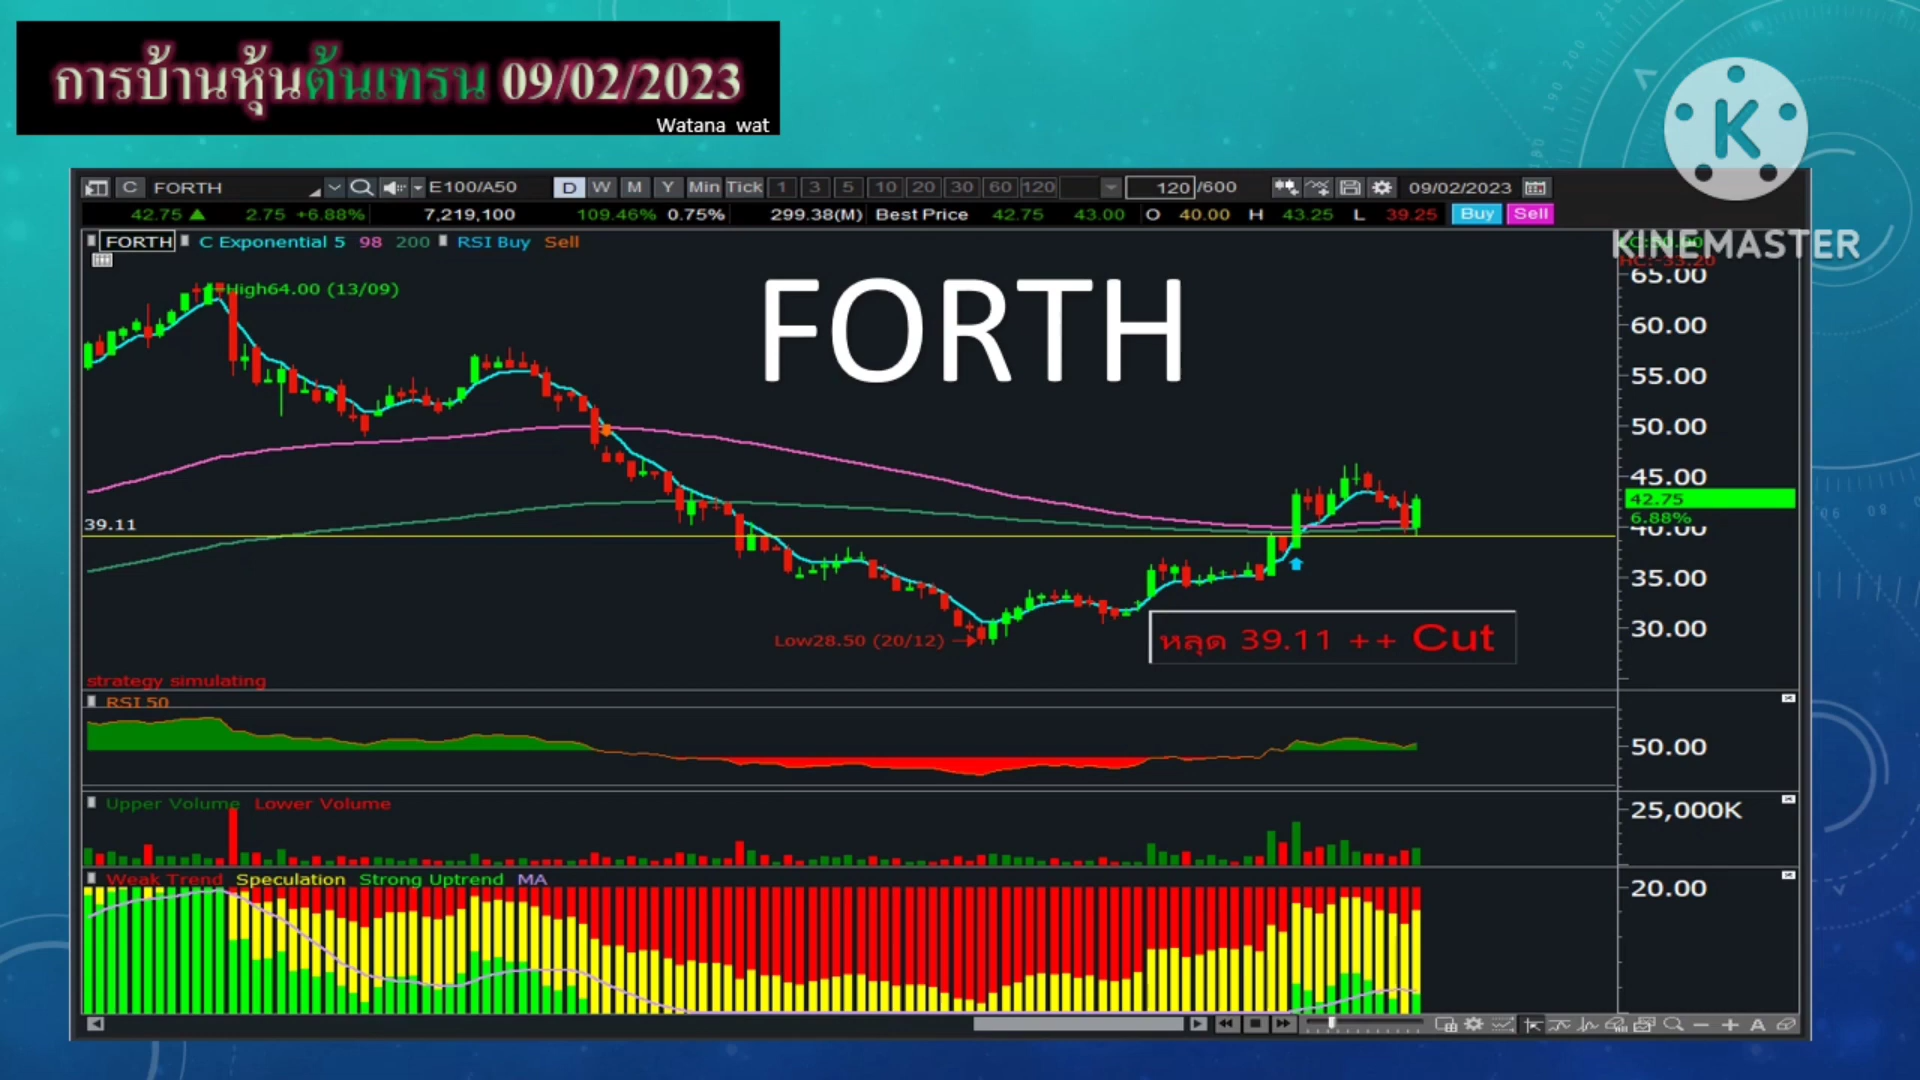 การบ้านหุ้นต้นเทรน 09/02/2023
Watana wat
K
KINEMASTER
C FORTH E100/A50 D W M Y Min Tick 1 3 5 10 20 30 60 120 120/600 09/02/2023
42.75 2.75 +6.88% 7,219,100 109.46% 0.75% 299.38(M) Best Price 42.75 43.00 O 40.00 H 43.25 L 39.25 Buy Sell
FORTH C Exponential 5 98 200 RSI Buy Sell
FORTH
High64.00 (13/09)
65.00
60.00
55.00
50.00
45.00
42.75
6.88%
40.00
39.11
35.00
30.00
Low28.50 (20/12)
หลุด 39.11 ++ Cut
strategy simulating
RSI 50
50.00
Upper Volume Lower Volume
25,000K
Weak Trend Speculation Strong Uptrend MA
20.00
A